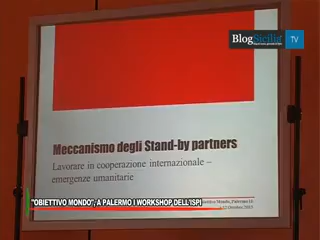 BlogSicilia
TV
Meccanismo degli Stand-by partners
Lavorare in cooperazione internazionale –
emergenze umanitarie
"OBIETTIVO MONDO", A PALERMO I WORKSHOP DELL'ISPI